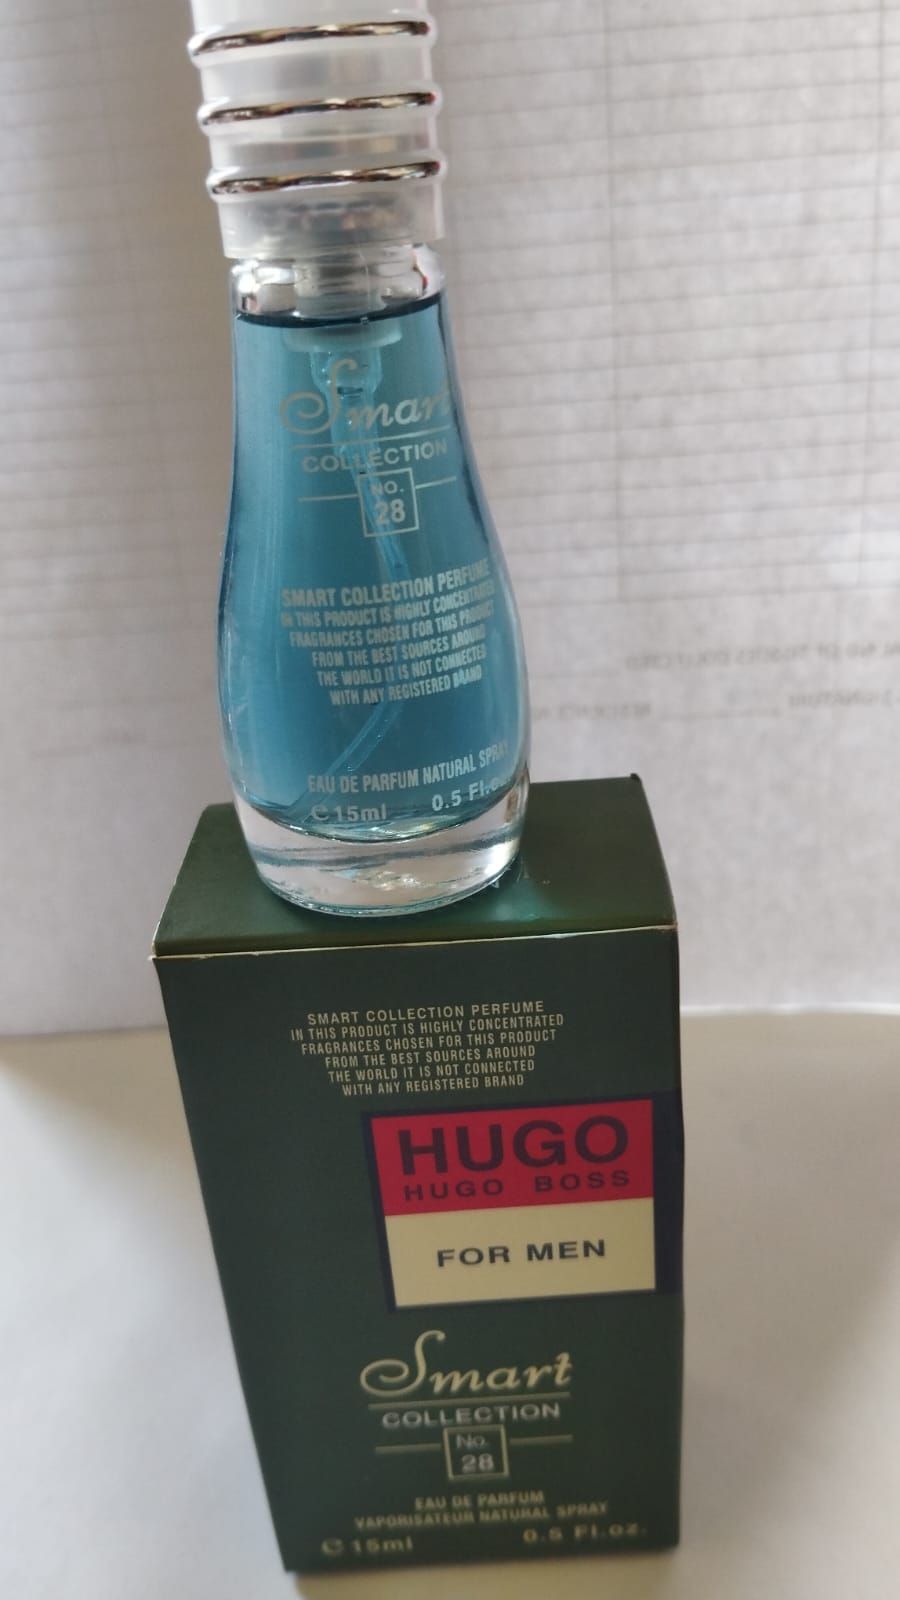 Smart
COLLECTION
NO.
28
SMART COLLECTION PERFUME
IN THIS PRODUCT IS HIGHLY CONCENTRATED
FRAGRANCES CHOSEN FOR THIS PRODUCT
FROM THE BEST SOURCES AROUND
THE WORLD IT IS NOT CONNECTED
WITH ANY REGISTERED BRAND
EAU DE PARFUM NATURAL SPRAY
℮ 15ml 0.5 Fl.oz.
SMART COLLECTION PERFUME
IN THIS PRODUCT IS HIGHLY CONCENTRATED
FRAGRANCES CHOSEN FOR THIS PRODUCT
FROM THE BEST SOURCES AROUND
THE WORLD IT IS NOT CONNECTED
WITH ANY REGISTERED BRAND
HUGO
HUGO BOSS
FOR MEN
Smart
COLLECTION
No.
28
EAU DE PARFUM
VAPORISATEUR NATURAL SPRAY
℮ 15ml 0.5 Fl.oz.